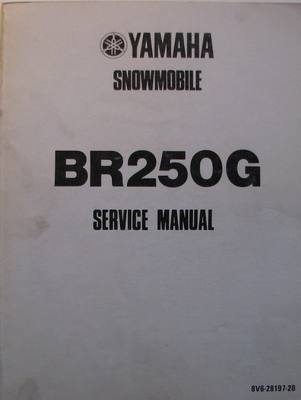 YAMAHA
SNOWMOBILE
BR250G
SERVICE MANUAL
8V6-28197-20